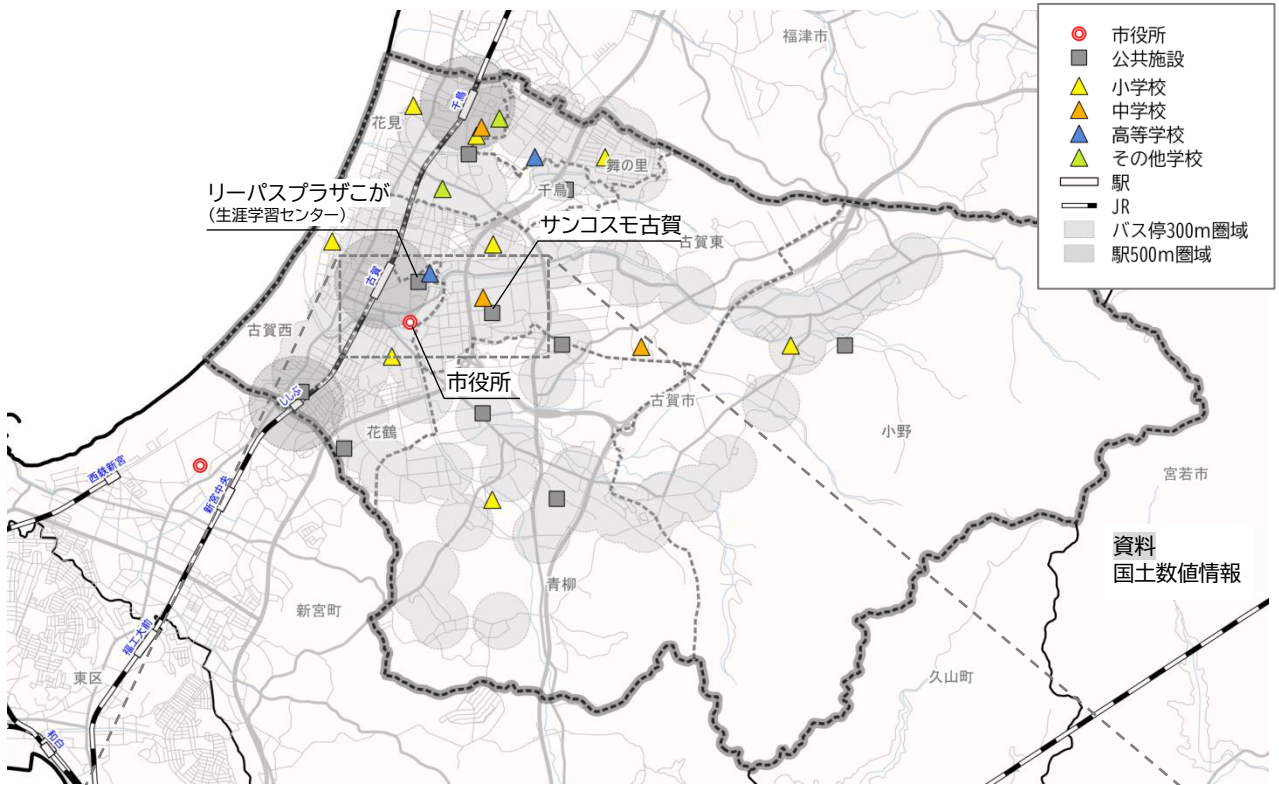 市役所
公共施設
小学校
中学校
高等学校
その他学校
駅
JR
バス停300m圏域
駅500m圏域
福津市
千鳥
花見
舞の里
千鳥
リーパスプラザこが
（生涯学習センター）
サンコスモ古賀
古賀東
古賀
古賀西
市役所
ししぶ
古賀市
花鶴
小野
西鉄新宮
新宮中央
宮若市
資料
国土数値情報
青柳
新宮町
福工大前
東区
久山町
和白